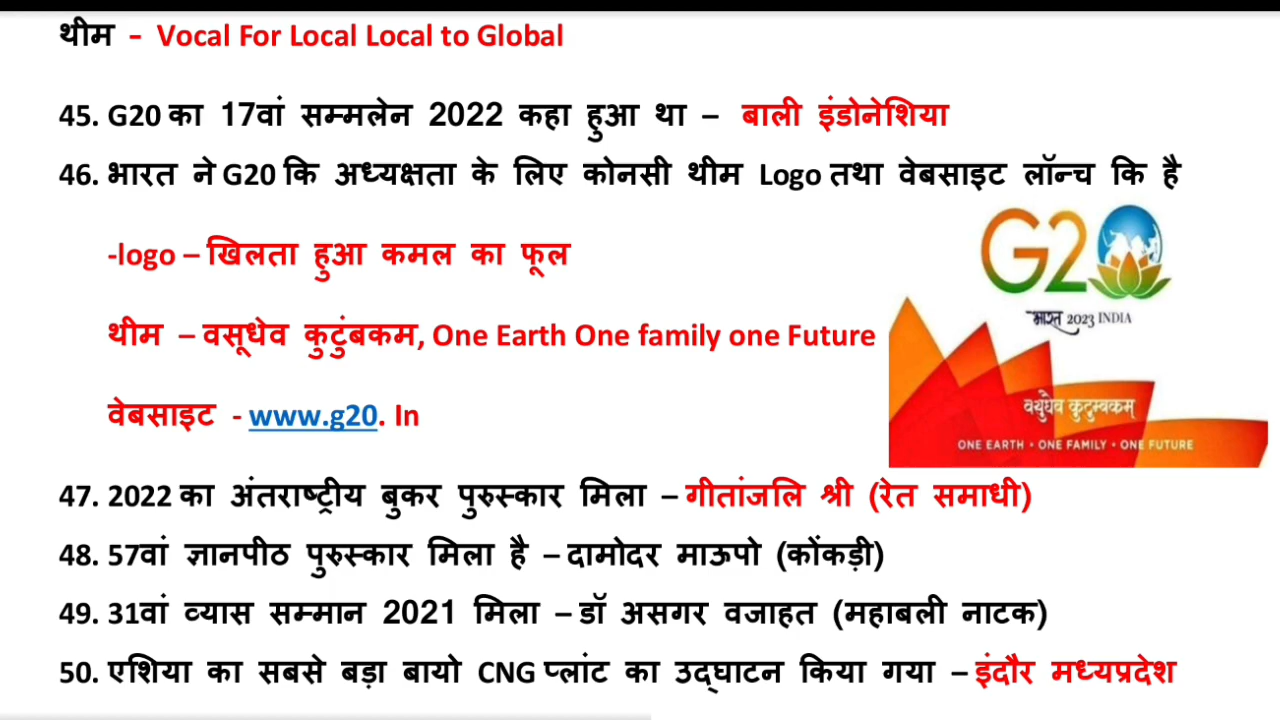 थीम - Vocal For Local Local to Global
45. G20 का 17वां सम्मलेन 2022 कहा हुआ था – बाली इंडोनेशिया
46. भारत ने G20 कि अध्यक्षता के लिए कोनसी थीम Logo तथा वेबसाइट लॉन्च कि है
-logo – खिलता हुआ कमल का फूल
थीम – वसूधेव कुटुंबकम, One Earth One family one Future
वेबसाइट - www.g20. In
G20
भारत 2023 INDIA
वसुधैव कुटुम्बकम्
ONE EARTH • ONE FAMILY • ONE FUTURE
47. 2022 का अंतराष्ट्रीय बुकर पुरुस्कार मिला – गीतांजलि श्री (रेत समाधी)
48. 57वां ज्ञानपीठ पुरुस्कार मिला है – दामोदर माऊपो (कोंकड़ी)
49. 31वां व्यास सम्मान 2021 मिला – डॉ असगर वजाहत (महाबली नाटक)
50. एशिया का सबसे बड़ा बायो CNG प्लांट का उद्घाटन किया गया – इंदौर मध्यप्रदेश